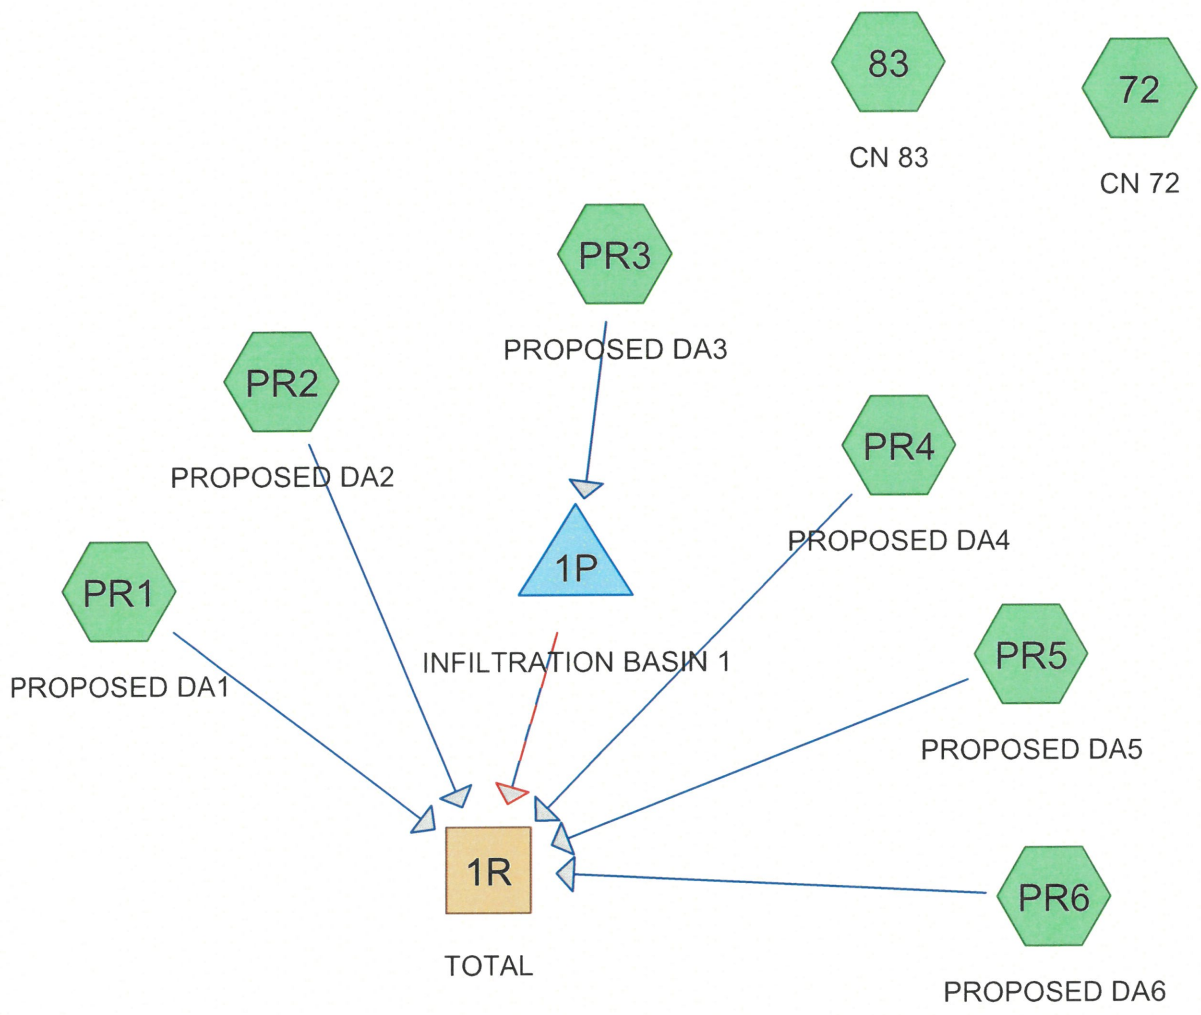 83
CN 83
72
CN 72
PR3
PROPOSED DA3
PR2
PROPOSED DA2
PR4
PROPOSED DA4
1P
INFILTRATION BASIN 1
PR1
PROPOSED DA1
PR5
PROPOSED DA5
1R
TOTAL
PR6
PROPOSED DA6